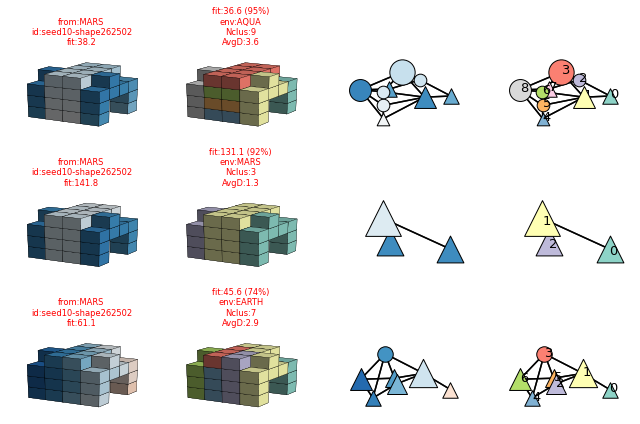 from:MARS
id:seed10-shape262502
fit:38.2
fit:36.6 (95%)
env:AQUA
Nclus:9
AvgD:3.6
3
2
8
6
0
5
4
from:MARS
id:seed10-shape262502
fit:141.8
fit:131.1 (92%)
env:MARS
Nclus:3
AvgD:1.3
1
2
0
from:MARS
id:seed10-shape262502
fit:61.1
fit:45.6 (74%)
env:EARTH
Nclus:7
AvgD:2.9
3
6
5
1
2
0
4